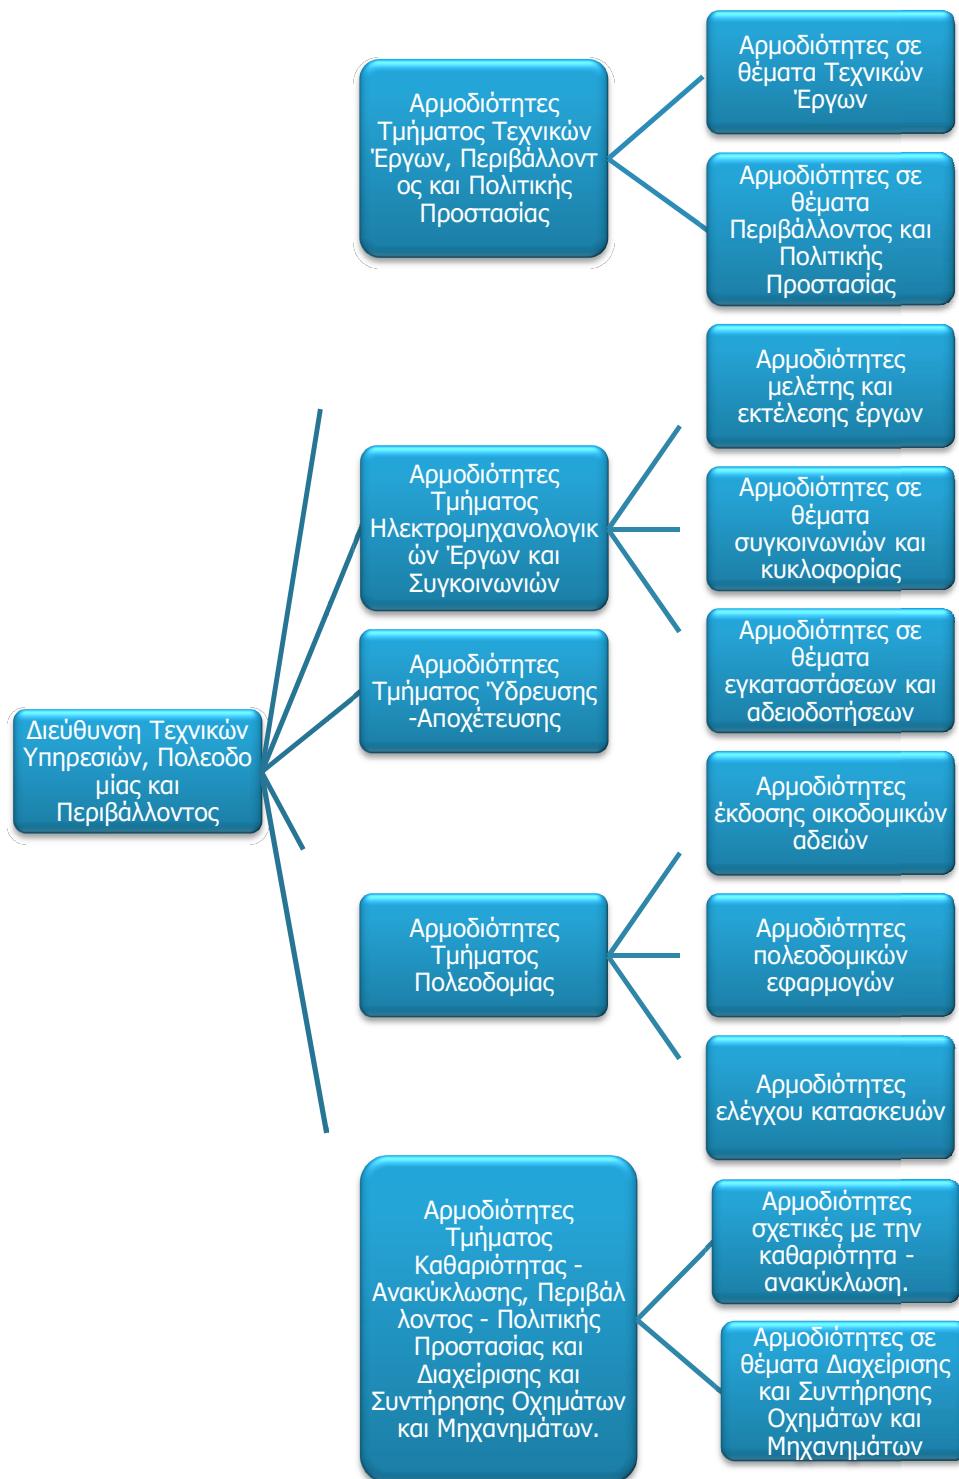 Αρμοδιότητες
Τμήματος Τεχνικών
Έργων, Περιβάλλοντ
ος και Πολιτικής
Προστασίας
Αρμοδιότητες σε
θέματα Τεχνικών
Έργων
Αρμοδιότητες σε
θέματα
Περιβάλλοντος και
Πολιτικής
Προστασίας
Αρμοδιότητες
μελέτης και
εκτέλεσης έργων
Αρμοδιότητες
Τμήματος
Ηλεκτρομηχανολογικ
ών Έργων και
Συγκοινωνιών
Αρμοδιότητες σε
θέματα
συγκοινωνιών και
κυκλοφορίας
Αρμοδιότητες σε
θέματα
εγκαταστάσεων και
αδειοδοτήσεων
Αρμοδιότητες
Τμήματος Ύδρευσης
-Αποχέτευσης
Διεύθυνση Τεχνικών
Υπηρεσιών, Πολεοδο
μίας και
Περιβάλλοντος
Αρμοδιότητες
έκδοσης οικοδομικών
αδειών
Αρμοδιότητες
Τμήματος
Πολεοδομίας
Αρμοδιότητες
πολεοδομικών
εφαρμογών
Αρμοδιότητες
ελέγχου κατασκευών
Αρμοδιότητες
Τμήματος
Καθαριότητας -
Ανακύκλωσης, Περιβάλ
λοντος - Πολιτικής
Προστασίας και
Διαχείρισης και
Συντήρησης Οχημάτων
και Μηχανημάτων.
Αρμοδιότητες
σχετικές με την
καθαριότητα -
ανακύκλωση.
Αρμοδιότητες σε
θέματα Διαχείρισης
και Συντήρησης
Οχημάτων και
Μηχανημάτων